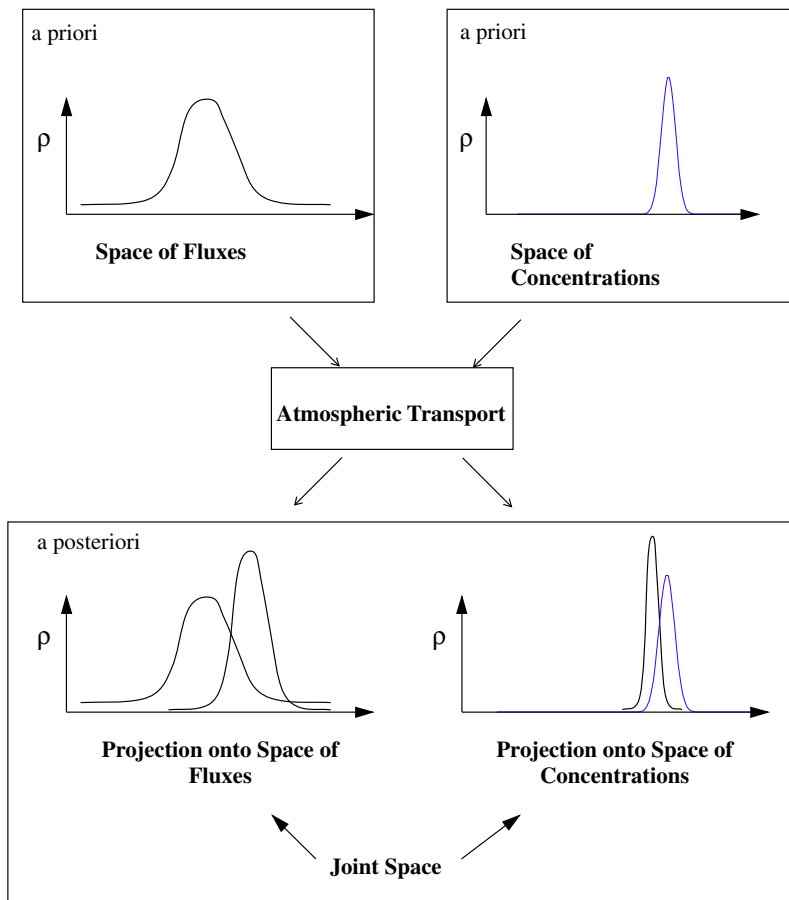 a priori
ρ
Space of Fluxes
a priori
ρ
Space of
Concentrations
Atmospheric Transport
a posteriori
ρ
Projection onto Space of
Fluxes
ρ
Projection onto Space of
Concentrations
Joint Space